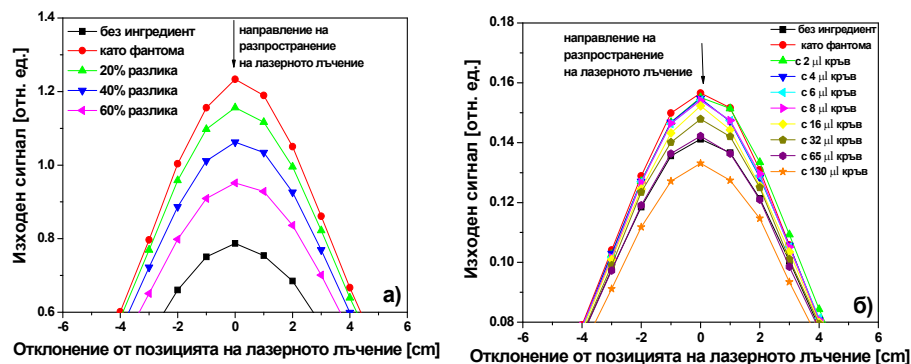 Изходен сигнал [отн. ед.]
1.4
1.2
1.0
0.8
0.6
-6
-4
-2
0
2
4
6
без ингредиент
като фантома
20% разлика
40% разлика
60% разлика
направление на
разпространение
на лазерното лъчение
а)
Отклонение от позицията на лазерното лъчение [cm]
Изходен сигнал [отн. ед.]
0.18
0.16
0.14
0.12
0.10
0.08
-6
-4
-2
0
2
4
6
направление на
разпространение
на лазерното лъчение
без ингредиент
като фантома
с 2 μl кръв
с 4 μl кръв
с 6 μl кръв
с 8 μl кръв
с 16 μl кръв
с 32 μl кръв
с 65 μl кръв
с 130 μl кръв
б)
Отклонение от позицията на лазерното лъчение [cm]